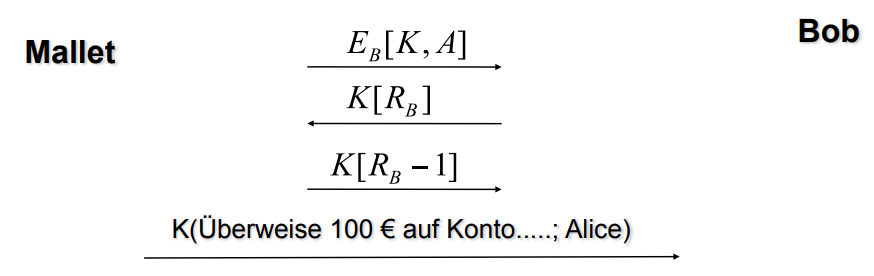 Mallet
Bob
E_B[K, A]
K[R_B]
K[R_B − 1]
K(Überweise 100 € auf Konto.....; Alice)